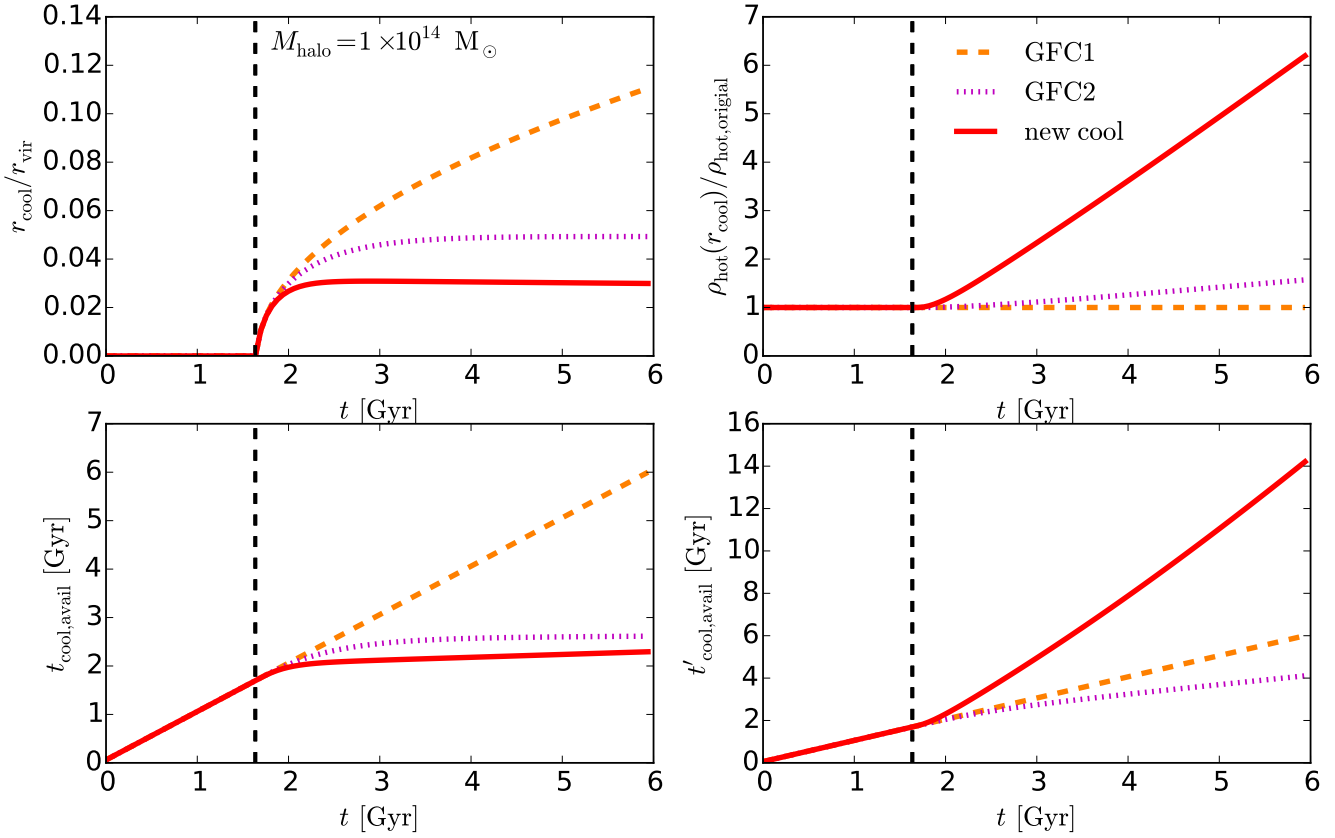 0.14
0.12
0.10
0.08
0.06
0.04
0.02
0.00
r_cool/r_vir
M_halo = 1 ×10^14 M_⊙
0 1 2 3 4 5 6
t [Gyr]
7
6
5
4
3
2
1
0
ρ_hot(r_cool)/ρ_hot,origial
GFC1
GFC2
new cool
0 1 2 3 4 5 6
t [Gyr]
7
6
5
4
3
2
1
0
t_cool,avail [Gyr]
0 1 2 3 4 5 6
t [Gyr]
16
14
12
10
8
6
4
2
0
t′_cool,avail [Gyr]
0 1 2 3 4 5 6
t [Gyr]